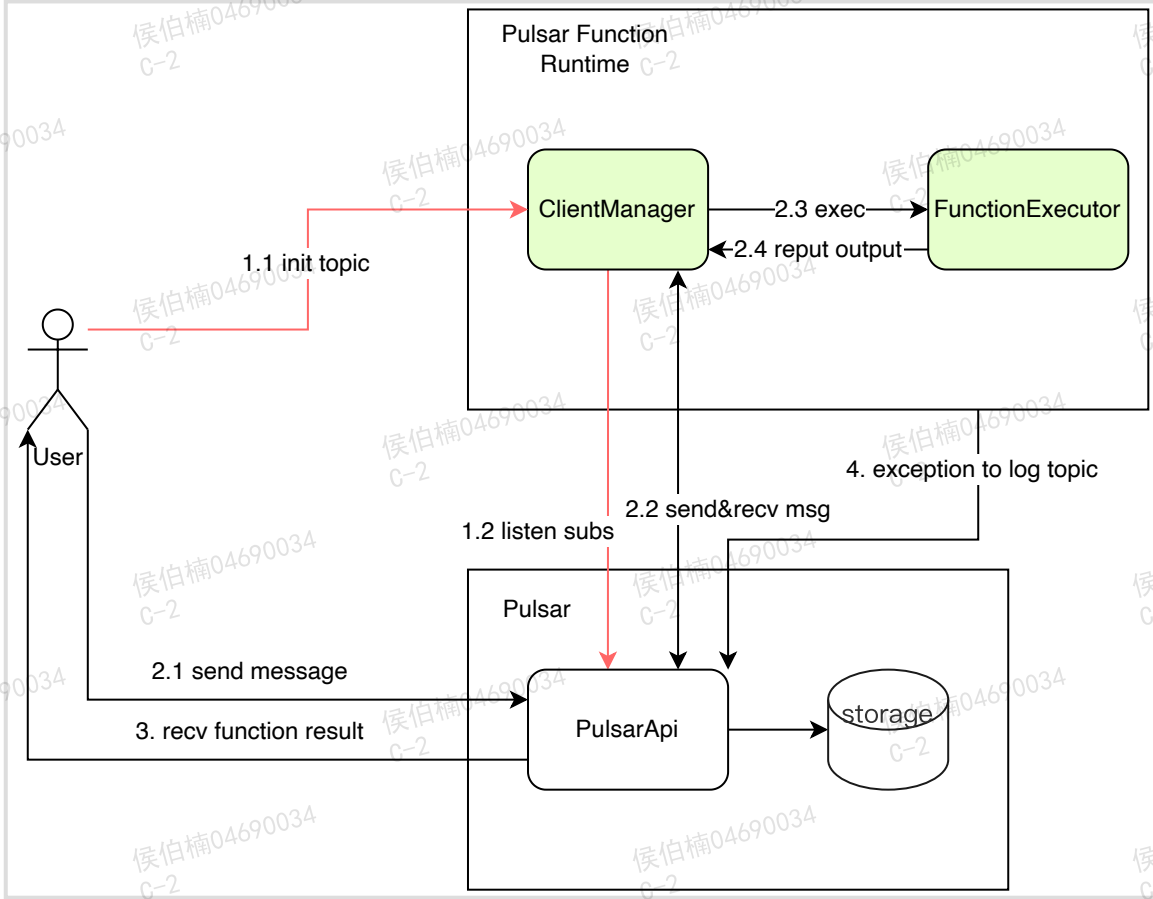 Pulsar Function
Runtime
ClientManager
2.3 exec
FunctionExecutor
2.4 reput output
1.1 init topic
User
4. exception to log topic
2.2 send&recv msg
1.2 listen subs
Pulsar
2.1 send message
PulsarApi
storage
3. recv function result
侯伯楠04690034
C-2